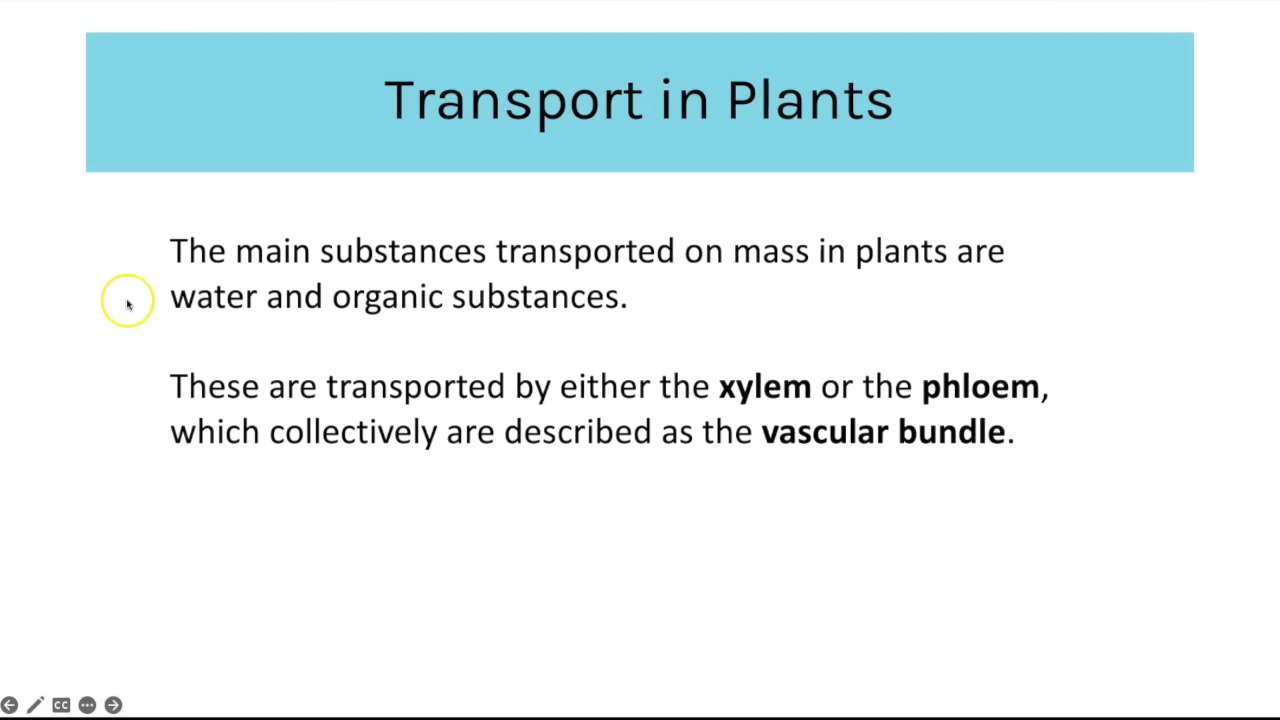 Transport in Plants
The main substances transported on mass in plants are
water and organic substances.
These are transported by either the xylem or the phloem,
which collectively are described as the vascular bundle.
CC